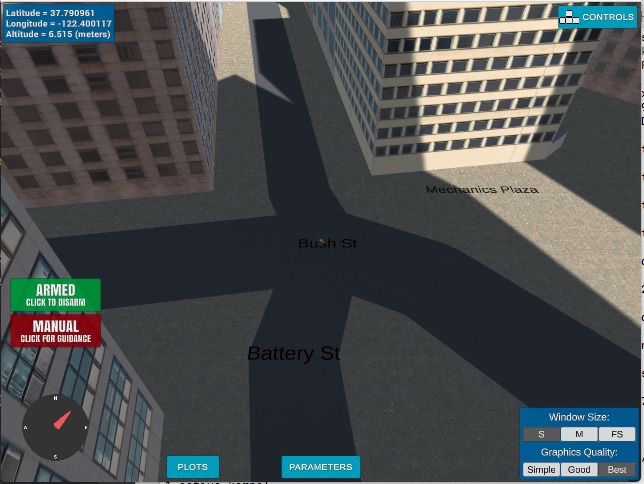 Latitude = 37.790961
Longitude = -122.400117
Altitude = 6.515 (meters)
CONTROLS
Mechanics Plaza
Bush St
ARMED
CLICK TO DISARM
MANUAL
CLICK FOR GUIDANCE
Battery St
N
S
Window Size:
S M FS
Graphics Quality:
Simple Good Best
PLOTS
PARAMETERS